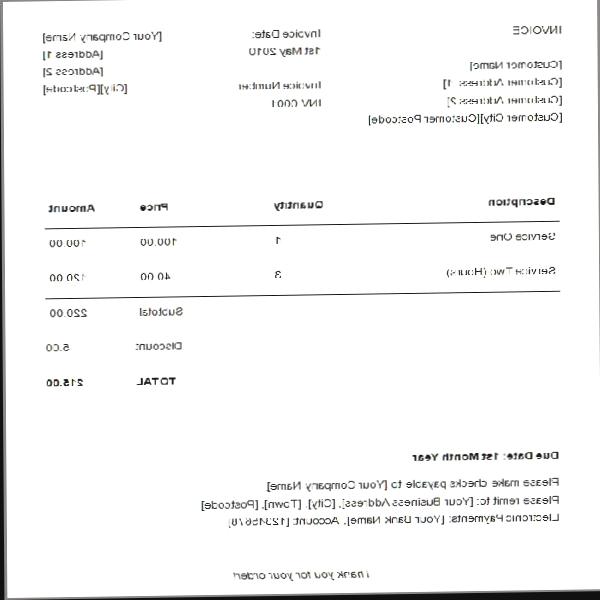 INVOICE
Invoice Date:
[Your Company Name]
1st May 2010
[Address 1]
[Customer Name]
[Address 2]
[Customer Address 1]
Invoice Number
[City][Postcode]
[Customer Address 2]
INV 0001
[Customer City][Customer Postcode]
Description Quantity Price Amount
Service One 1 100.00 100.00
Service Two (Hours) 3 40.00 120.00
Subtotal 220.00
Discount: 5.00
TOTAL 215.00
Due Date: 1st Month Year
Please make checks payable to [Your Company Name]
Please remit to: [Your Business Address], [City], [Town], [Postcode]
Electronic Payments: [Your Bank Name], Account: [12345678]
Thank you for your order!